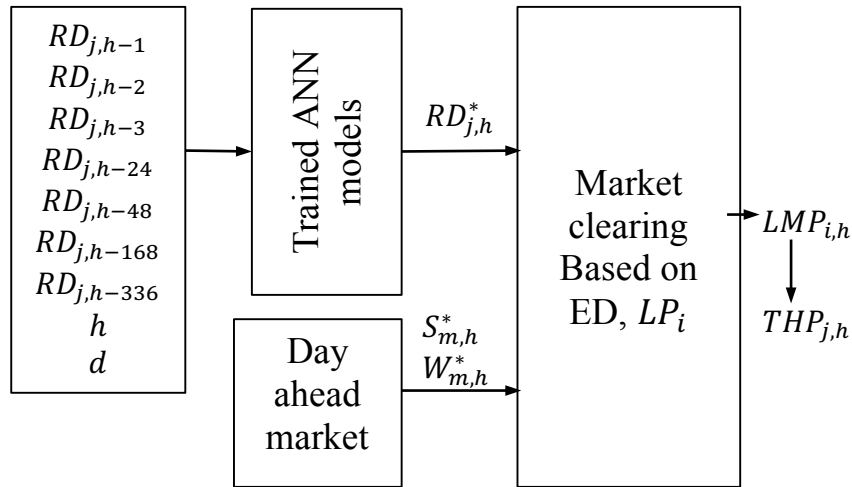 RD_{j,h−1}
RD_{j,h−2}
RD_{j,h−3}
RD_{j,h−24}
RD_{j,h−48}
RD_{j,h−168}
RD_{j,h−336}
h
d
Trained ANN
models
RD^*_{j,h}
Day
ahead
market
S^*_{m,h}
W^*_{m,h}
Market
clearing
Based on
ED, LP_i
LMP_{i,h}
THP_{j,h}